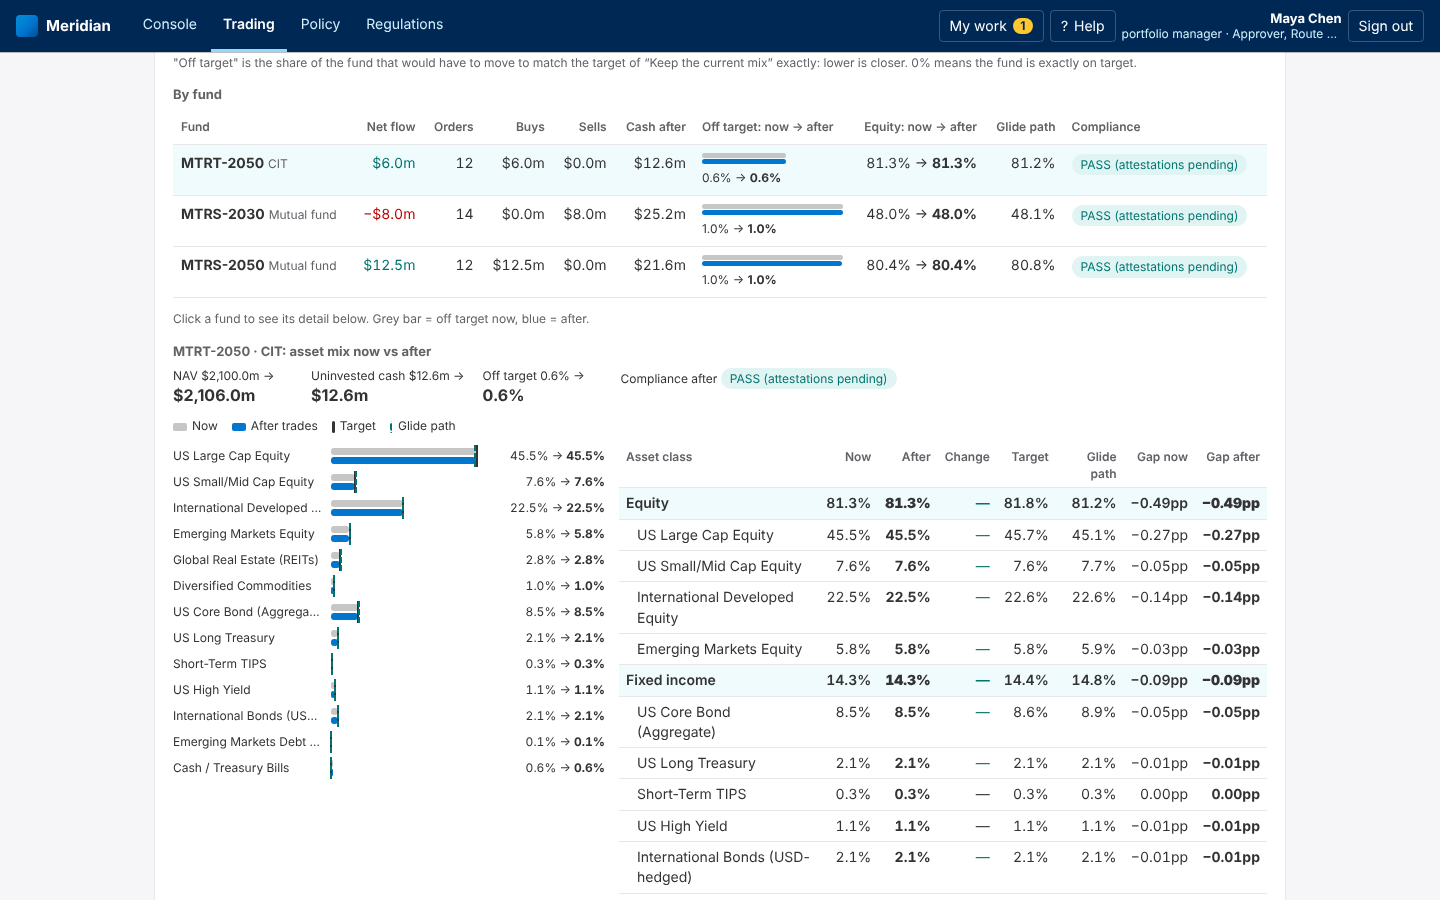 Meridian Console Trading Policy Regulations My work 1 ? Help Maya Chen Sign out
portfolio manager · Approver, Route ...
"Off target" is the share of the fund that would have to move to match the target of “Keep the current mix” exactly: lower is closer. 0% means the fund is exactly on target.
By fund
Fund Net flow Orders Buys Sells Cash after Off target: now → after Equity: now → after Glide path Compliance
MTRT-2050 CIT $6.0m 12 $6.0m $0.0m $12.6m 0.6% → 0.6% 81.3% → 81.3% 81.2% PASS (attestations pending)
MTRS-2030 Mutual fund −$8.0m 14 $0.0m $8.0m $25.2m 1.0% → 1.0% 48.0% → 48.0% 48.1% PASS (attestations pending)
MTRS-2050 Mutual fund $12.5m 12 $12.5m $0.0m $21.6m 1.0% → 1.0% 80.4% → 80.4% 80.8% PASS (attestations pending)
Click a fund to see its detail below. Grey bar = off target now, blue = after.
MTRT-2050 · CIT: asset mix now vs after
NAV $2,100.0m → Uninvested cash $12.6m → Off target 0.6% → Compliance after PASS (attestations pending)
$2,106.0m $12.6m 0.6%
Now After trades Target Glide path
US Large Cap Equity 45.5% → 45.5%
US Small/Mid Cap Equity 7.6% → 7.6%
International Developed ... 22.5% → 22.5%
Emerging Markets Equity 5.8% → 5.8%
Global Real Estate (REITs) 2.8% → 2.8%
Diversified Commodities 1.0% → 1.0%
US Core Bond (Aggrega... 8.5% → 8.5%
US Long Treasury 2.1% → 2.1%
Short-Term TIPS 0.3% → 0.3%
US High Yield 1.1% → 1.1%
International Bonds (US... 2.1% → 2.1%
Emerging Markets Debt ... 0.1% → 0.1%
Cash / Treasury Bills 0.6% → 0.6%
Asset class Now After Change Target Glide path Gap now Gap after
Equity 81.3% 81.3% — 81.8% 81.2% −0.49pp −0.49pp
US Large Cap Equity 45.5% 45.5% — 45.7% 45.1% −0.27pp −0.27pp
US Small/Mid Cap Equity 7.6% 7.6% — 7.6% 7.7% −0.05pp −0.05pp
International Developed Equity 22.5% 22.5% — 22.6% 22.6% −0.14pp −0.14pp
Emerging Markets Equity 5.8% 5.8% — 5.8% 5.9% −0.03pp −0.03pp
Fixed income 14.3% 14.3% — 14.4% 14.8% −0.09pp −0.09pp
US Core Bond (Aggregate) 8.5% 8.5% — 8.6% 8.9% −0.05pp −0.05pp
US Long Treasury 2.1% 2.1% — 2.1% 2.1% −0.01pp −0.01pp
Short-Term TIPS 0.3% 0.3% — 0.3% 0.3% 0.00pp 0.00pp
US High Yield 1.1% 1.1% — 1.1% 1.1% −0.01pp −0.01pp
International Bonds (USD-hedged) 2.1% 2.1% — 2.1% 2.1% −0.01pp −0.01pp